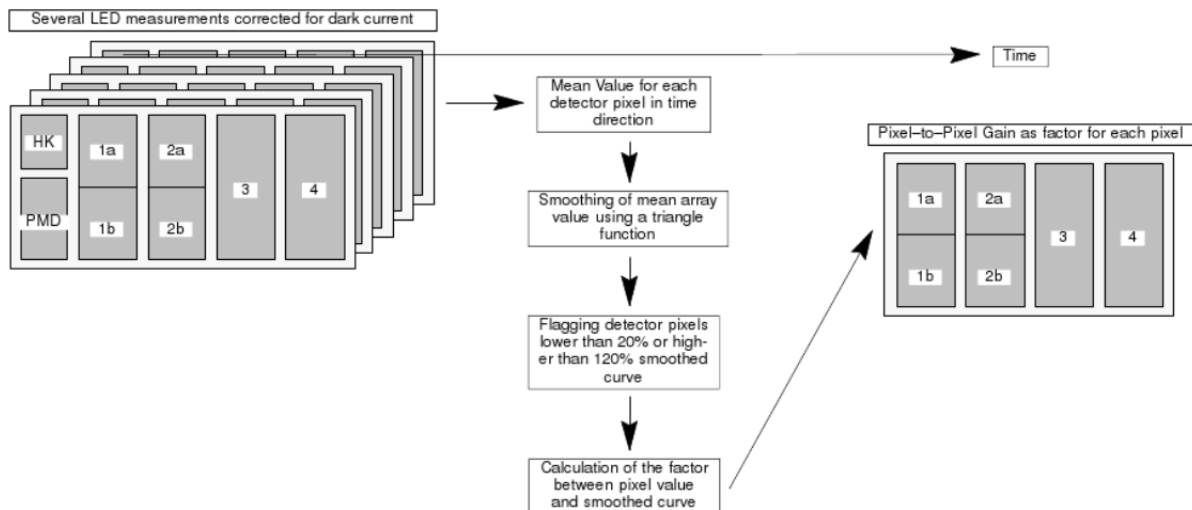 Several LED measurements corrected for dark current
Time
Mean Value for each
detector pixel in time
direction
HK
1a
2a
3
4
PMD
1b
2b
Smoothing of mean array
value using a triangle
function
Flagging detector pixels
lower than 20% or high-
er than 120% smoothed
curve
Calculation of the factor
between pixel value
and smoothed curve
Pixel–to–Pixel Gain as factor for each pixel
1a
2a
3
4
1b
2b